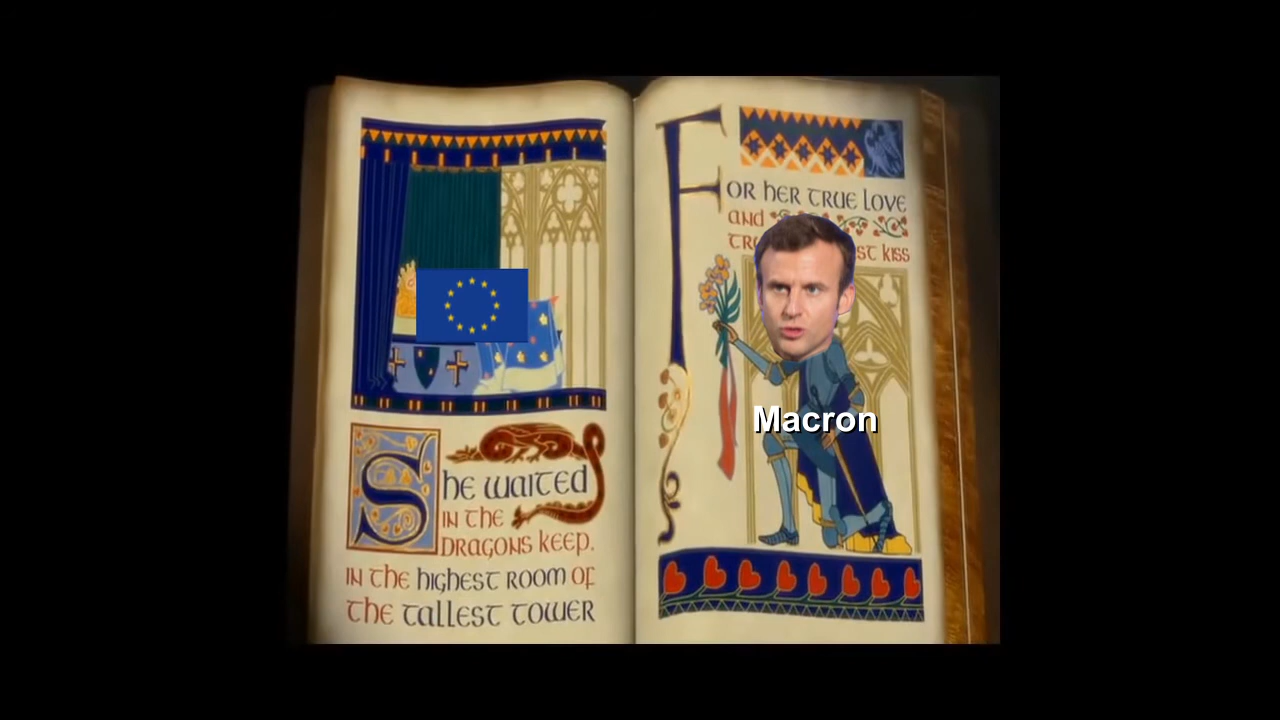 She waited
in the
dragons keep.
in the highest room of
the tallest tower
For her true love
and
tr
st kiss
Macron